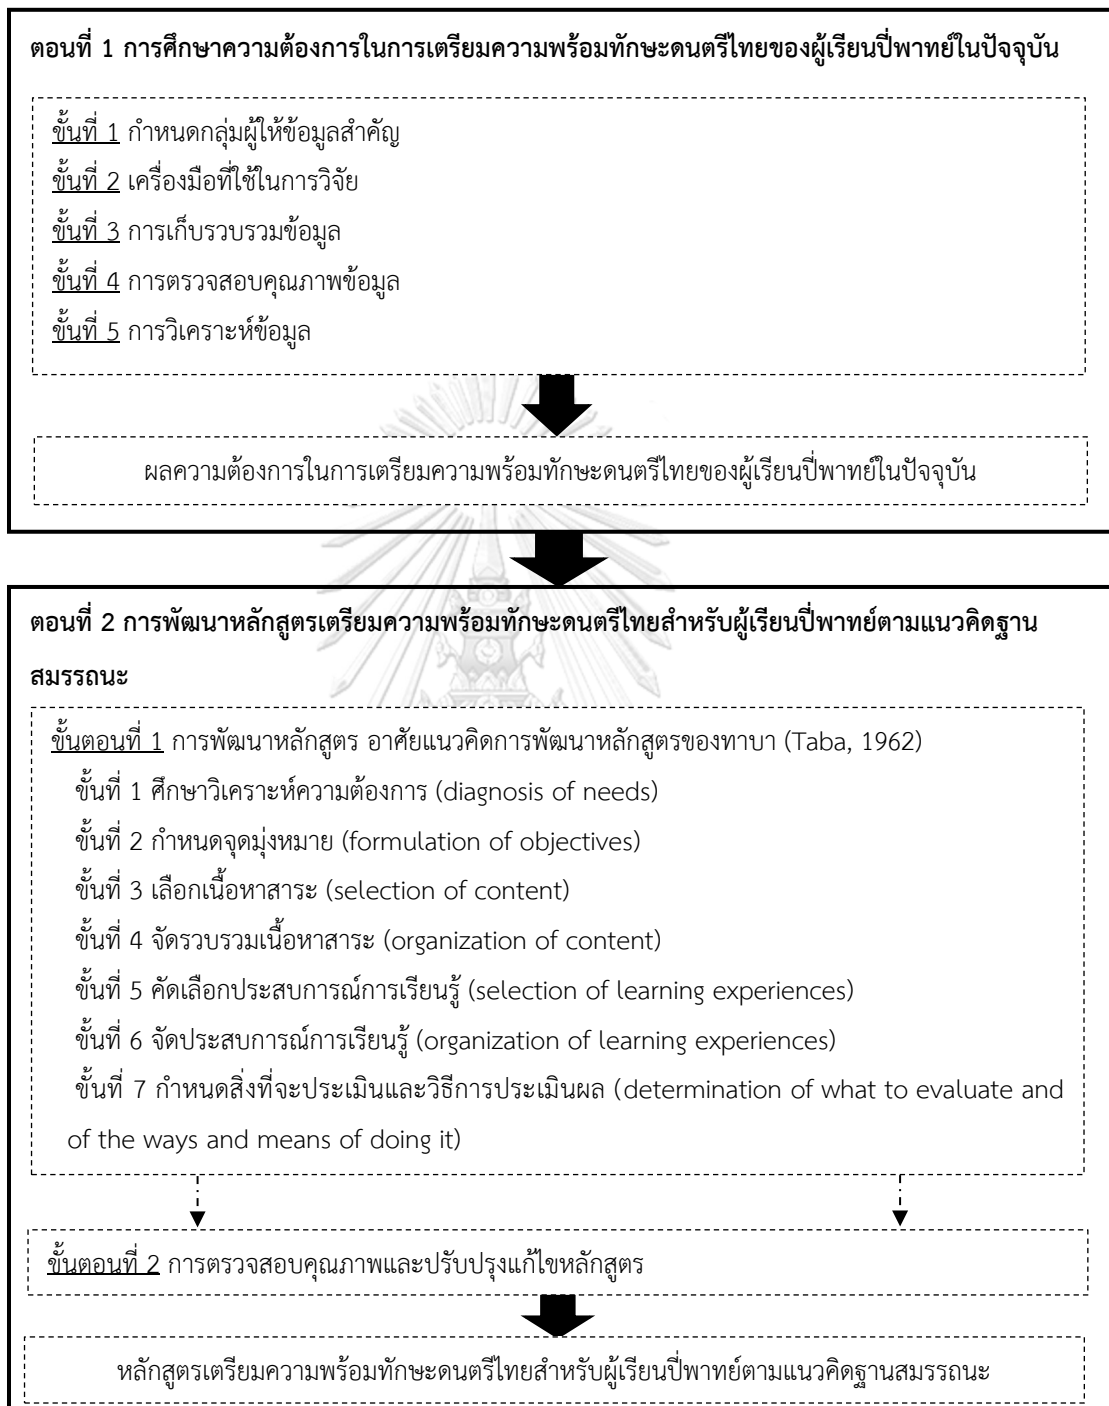 ตอนที่ 1 การศึกษาความต้องการในการเตรียมความพร้อมทักษะดนตรีไทยของผู้เรียนปี่พาทย์ในปัจจุบัน
ขั้นที่ 1 กำหนดกลุ่มผู้ให้ข้อมูลสำคัญ
ขั้นที่ 2 เครื่องมือที่ใช้ในการวิจัย
ขั้นที่ 3 การเก็บรวบรวมข้อมูล
ขั้นที่ 4 การตรวจสอบคุณภาพข้อมูล
ขั้นที่ 5 การวิเคราะห์ข้อมูล
ผลความต้องการในการเตรียมความพร้อมทักษะดนตรีไทยของผู้เรียนปี่พาทย์ในปัจจุบัน
ตอนที่ 2 การพัฒนาหลักสูตรเตรียมความพร้อมทักษะดนตรีไทยสำหรับผู้เรียนปี่พาทย์ตามแนวคิดฐาน
สมรรถนะ
ขั้นตอนที่ 1 การพัฒนาหลักสูตร อาศัยแนวคิดการพัฒนาหลักสูตรของทาบา (Taba, 1962)
ขั้นที่ 1 ศึกษาวิเคราะห์ความต้องการ (diagnosis of needs)
ขั้นที่ 2 กำหนดจุดมุ่งหมาย (formulation of objectives)
ขั้นที่ 3 เลือกเนื้อหาสาระ (selection of content)
ขั้นที่ 4 จัดรวบรวมเนื้อหาสาระ (organization of content)
ขั้นที่ 5 คัดเลือกประสบการณ์การเรียนรู้ (selection of learning experiences)
ขั้นที่ 6 จัดประสบการณ์การเรียนรู้ (organization of learning experiences)
ขั้นที่ 7 กำหนดสิ่งที่จะประเมินและวิธีการประเมินผล (determination of what to evaluate and
of the ways and means of doing it)
ขั้นตอนที่ 2 การตรวจสอบคุณภาพและปรับปรุงแก้ไขหลักสูตร
หลักสูตรเตรียมความพร้อมทักษะดนตรีไทยสำหรับผู้เรียนปี่พาทย์ตามแนวคิดฐานสมรรถนะ